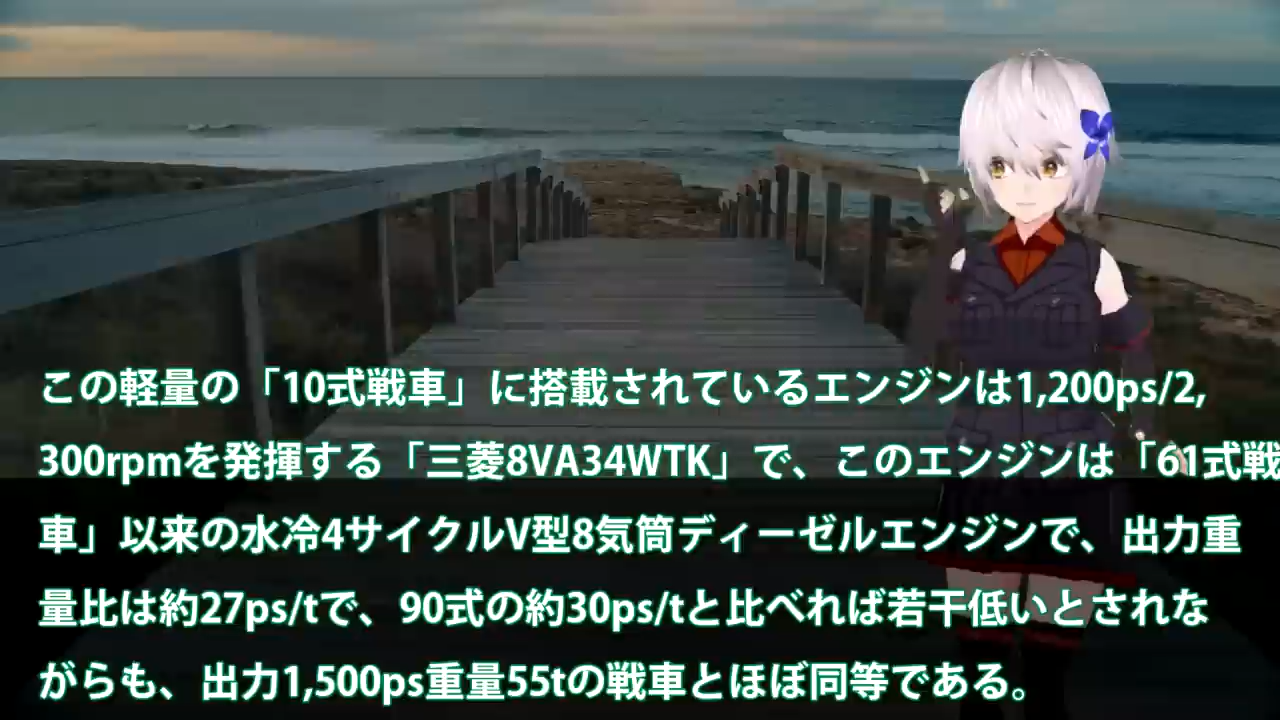 この軽量の「10式戦車」に搭載されているエンジンは1,200ps/2,
300rpmを発揮する「三菱8VA34WTK」で、このエンジンは「61式戦
車」以来の水冷4サイクルV型8気筒ディーゼルエンジンで、出力重
量比は約27ps/tで、90式の約30ps/tと比べれば若干低いとされな
がらも、出力1,500ps重量55tの戦車とほぼ同等である。